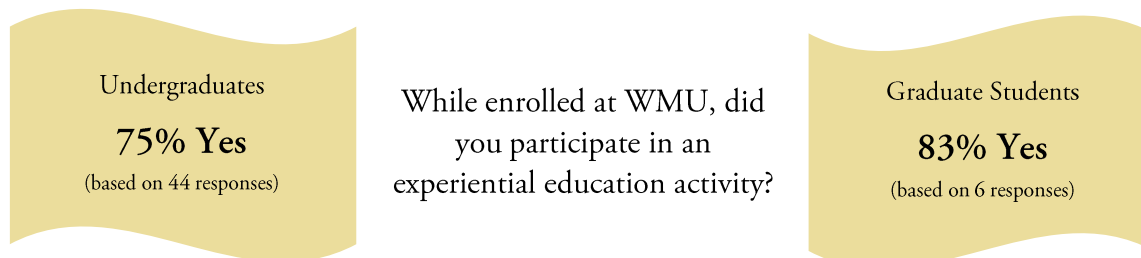 Undergraduates
75% Yes
(based on 44 responses)
While enrolled at WMU, did
you participate in an
experiential education activity?
Graduate Students
83% Yes
(based on 6 responses)